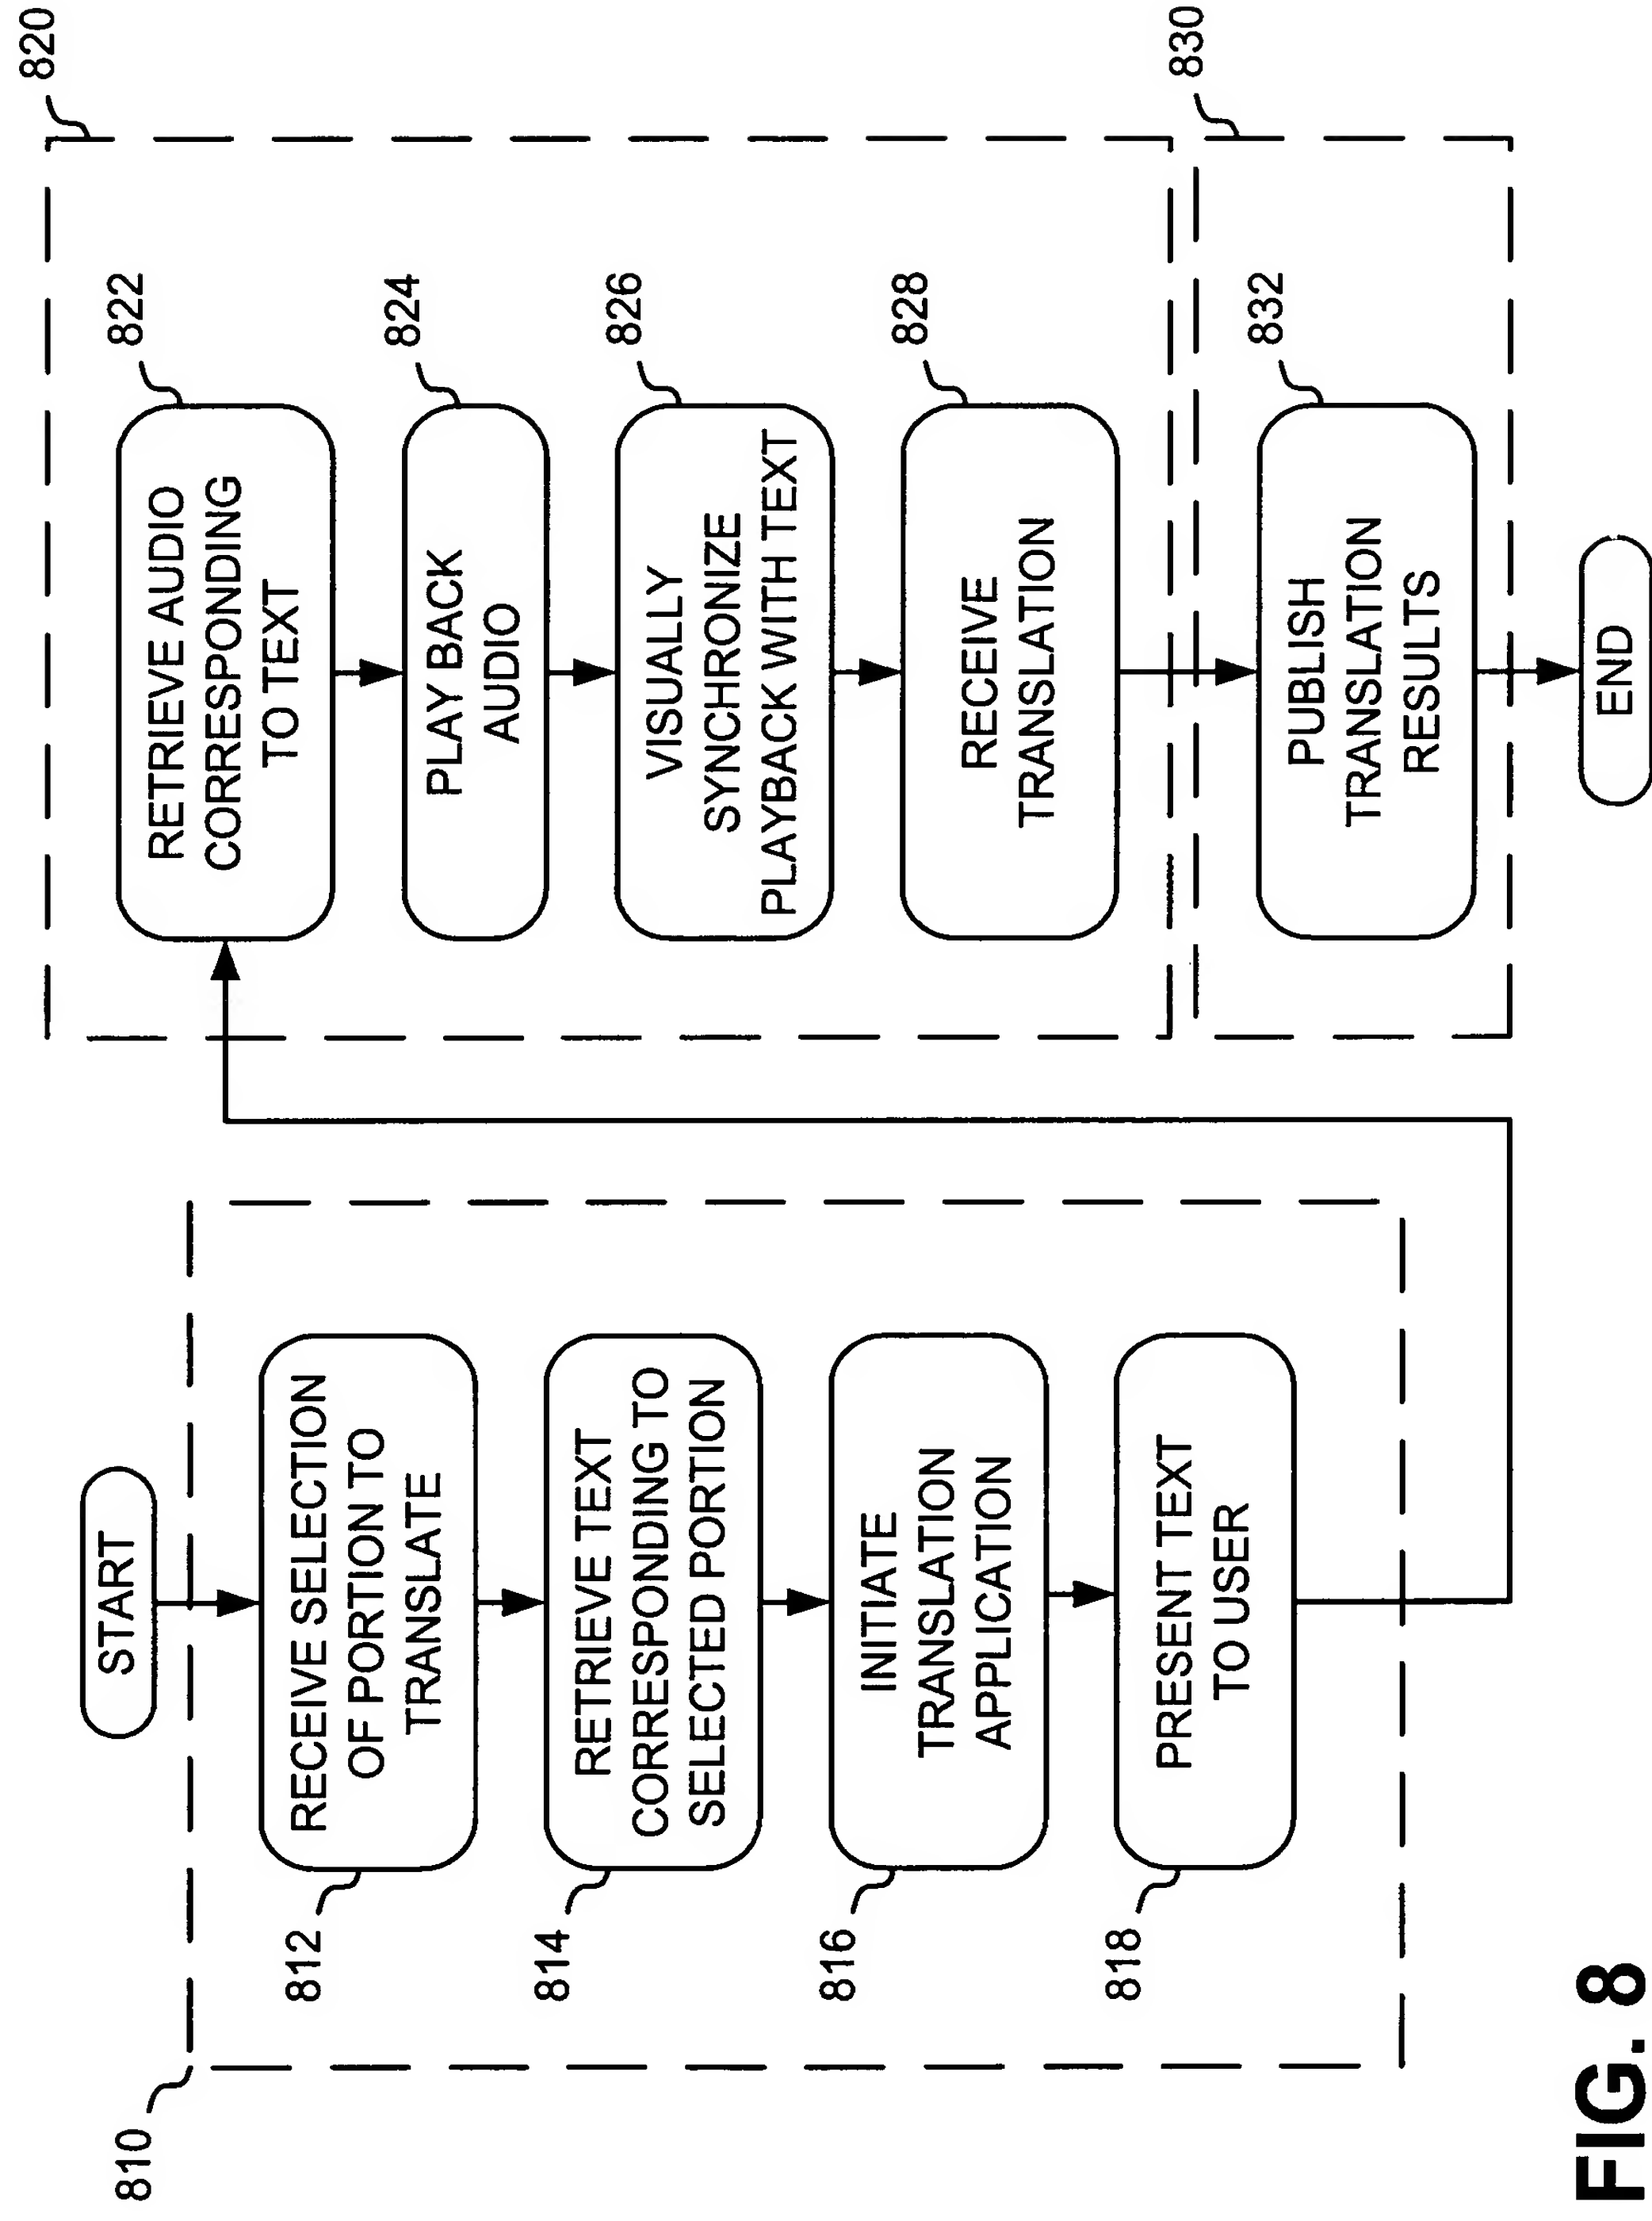 START
810
812
RECEIVE SELECTION
OF PORTION TO
TRANSLATE
814
RETRIEVE TEXT
CORRESPONDING TO
SELECTED PORTION
816
INITIATE
TRANSLATION
APPLICATION
818
PRESENT TEXT
TO USER
820
822
RETRIEVE AUDIO
CORRESPONDING
TO TEXT
824
PLAY BACK
AUDIO
826
VISUALLY
SYNCHRONIZE
PLAYBACK WITH TEXT
828
RECEIVE
TRANSLATION
830
832
PUBLISH
TRANSLATION
RESULTS
END
FIG. 8